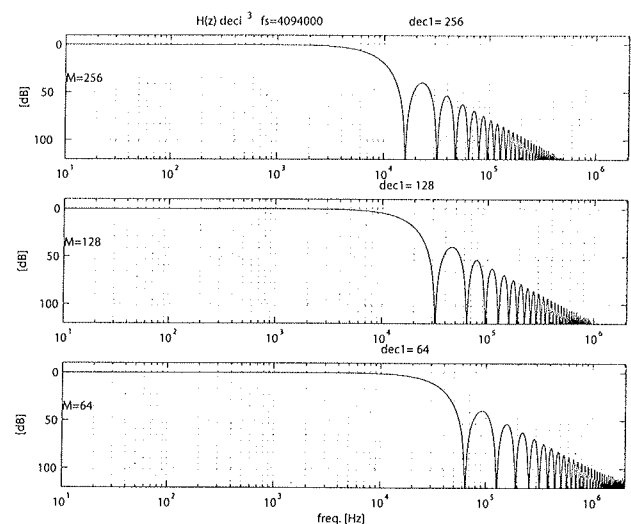 H(z) deci 3 fs=4094000 dec1= 256
0
M=256
[dB]
50
100
10^1 10^2 10^3 10^4 10^5 10^6
dec1= 128
0
M=128
[dB]
50
100
10^1 10^2 10^3 10^4 10^5 10^6
dec1= 64
0
M=64
[dB]
50
100
10^1 10^2 10^3 10^4 10^5 10^6
freq. [Hz]